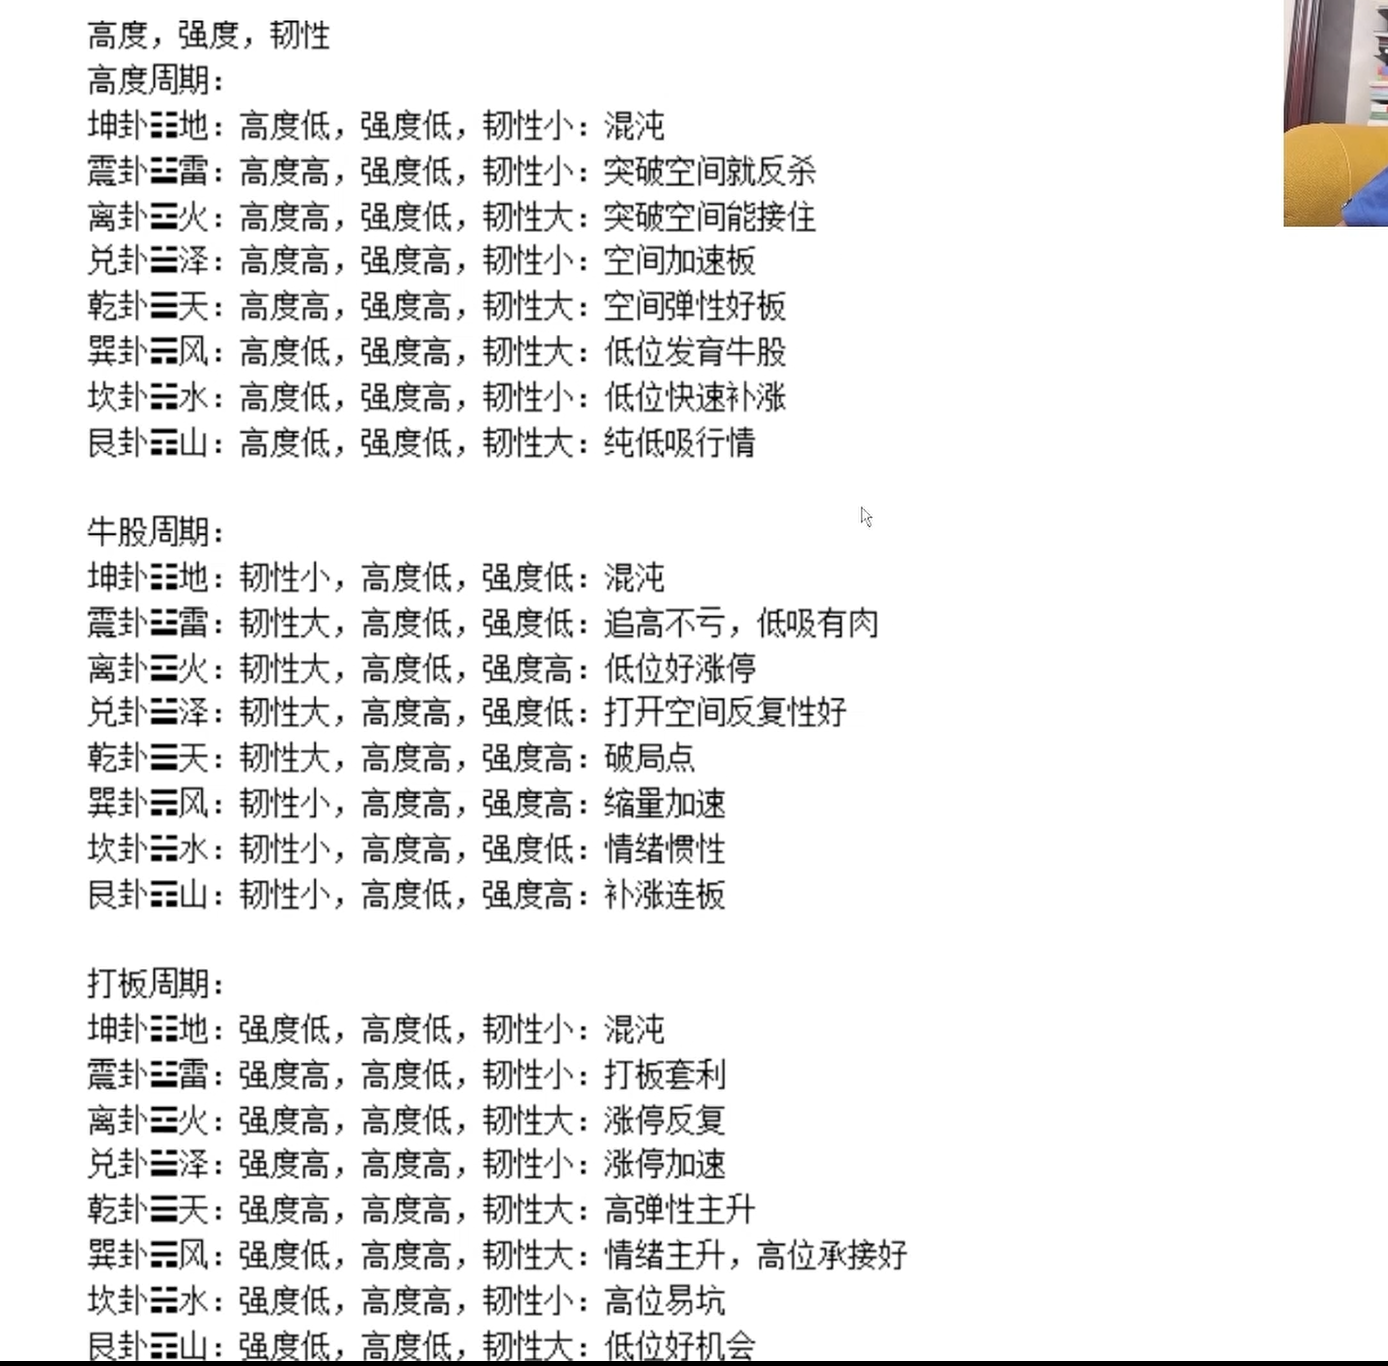 高度，强度，韧性
高度周期：
坤卦☷地：高度低，强度低，韧性小：混沌
震卦☳雷：高度高，强度低，韧性小：突破空间就反杀
离卦☲火：高度高，强度低，韧性大：突破空间能接住
兑卦☱泽：高度高，强度高，韧性小：空间加速板
乾卦☰天：高度高，强度高，韧性大：空间弹性好板
巽卦☴风：高度低，强度高，韧性大：低位发育牛股
坎卦☵水：高度低，强度高，韧性小：低位快速补涨
艮卦☶山：高度低，强度低，韧性大：纯低吸行情
牛股周期：
坤卦☷地：韧性小，高度低，强度低：混沌
震卦☳雷：韧性大，高度低，强度低：追高不亏，低吸有肉
离卦☲火：韧性大，高度低，强度高：低位好涨停
兑卦☱泽：韧性大，高度高，强度低：打开空间反复性好
乾卦☰天：韧性大，高度高，强度高：破局点
巽卦☴风：韧性小，高度高，强度高：缩量加速
坎卦☵水：韧性小，高度高，强度低：情绪惯性
艮卦☶山：韧性小，高度低，强度高：补涨连板
打板周期：
坤卦☷地：强度低，高度低，韧性小：混沌
震卦☳雷：强度高，高度低，韧性小：打板套利
离卦☲火：强度高，高度低，韧性大：涨停反复
兑卦☱泽：强度高，高度高，韧性小：涨停加速
乾卦☰天：强度高，高度高，韧性大：高弹性主升
巽卦☴风：强度低，高度高，韧性大：情绪主升，高位承接好
坎卦☵水：强度低，高度高，韧性小：高位易坑
艮卦☶山：强度低，高度低，韧性大：低位好机会